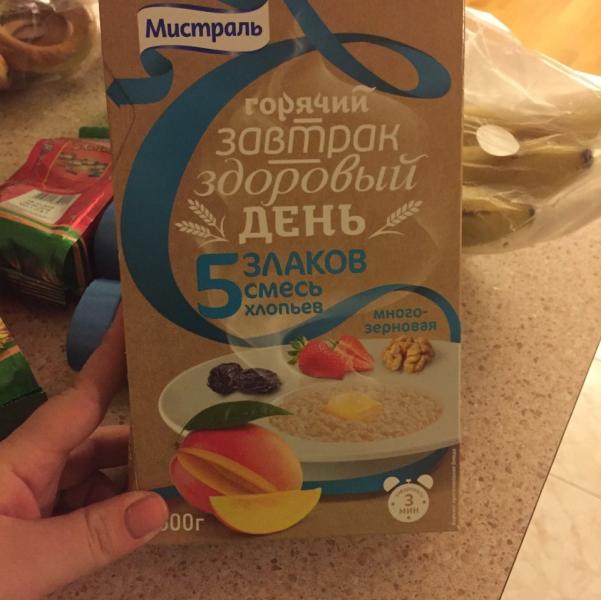 Мистраль
горячий
завтрак
здоровый
день
5 злаков
смесь
хлопьев
много-
зерновая
3
мин